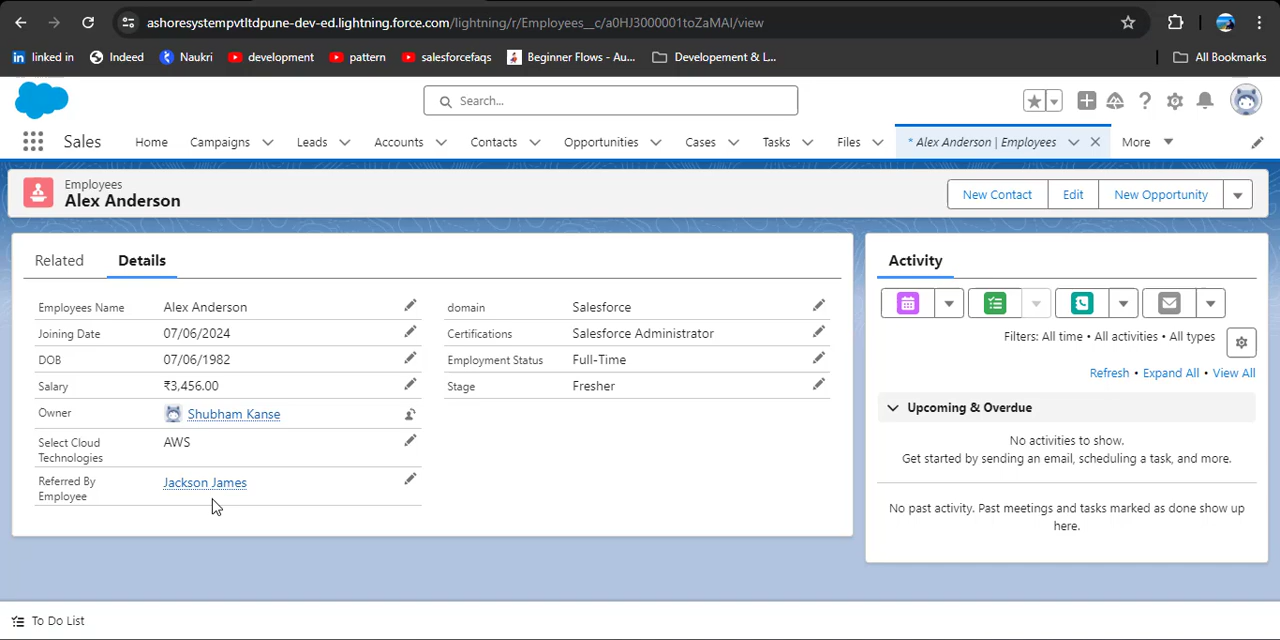 ashoresystempvtltdpune-dev-ed.lightning.force.com/lightning/r/Employees__c/a0HJ3000001toZaMAI/view
linked in Indeed Naukri development pattern salesforcefaqs Beginner Flows - Au... Developement & L... All Bookmarks
Search...
Sales Home Campaigns Leads Accounts Contacts Opportunities Cases Tasks Files * Alex Anderson | Employees More
Employees
Alex Anderson
New Contact Edit New Opportunity
Related Details
Employees Name Alex Anderson
Joining Date 07/06/2024
DOB 07/06/1982
Salary ₹3,456.00
Owner Shubham Kanse
Select Cloud
Technologies
AWS
Referred By
Employee
Jackson James
domain Salesforce
Certifications Salesforce Administrator
Employment Status Full-Time
Stage Fresher
Activity
Filters: All time • All activities • All types
Refresh • Expand All • View All
Upcoming & Overdue
No activities to show.
Get started by sending an email, scheduling a task, and more.
No past activity. Past meetings and tasks marked as done show up
here.
To Do List